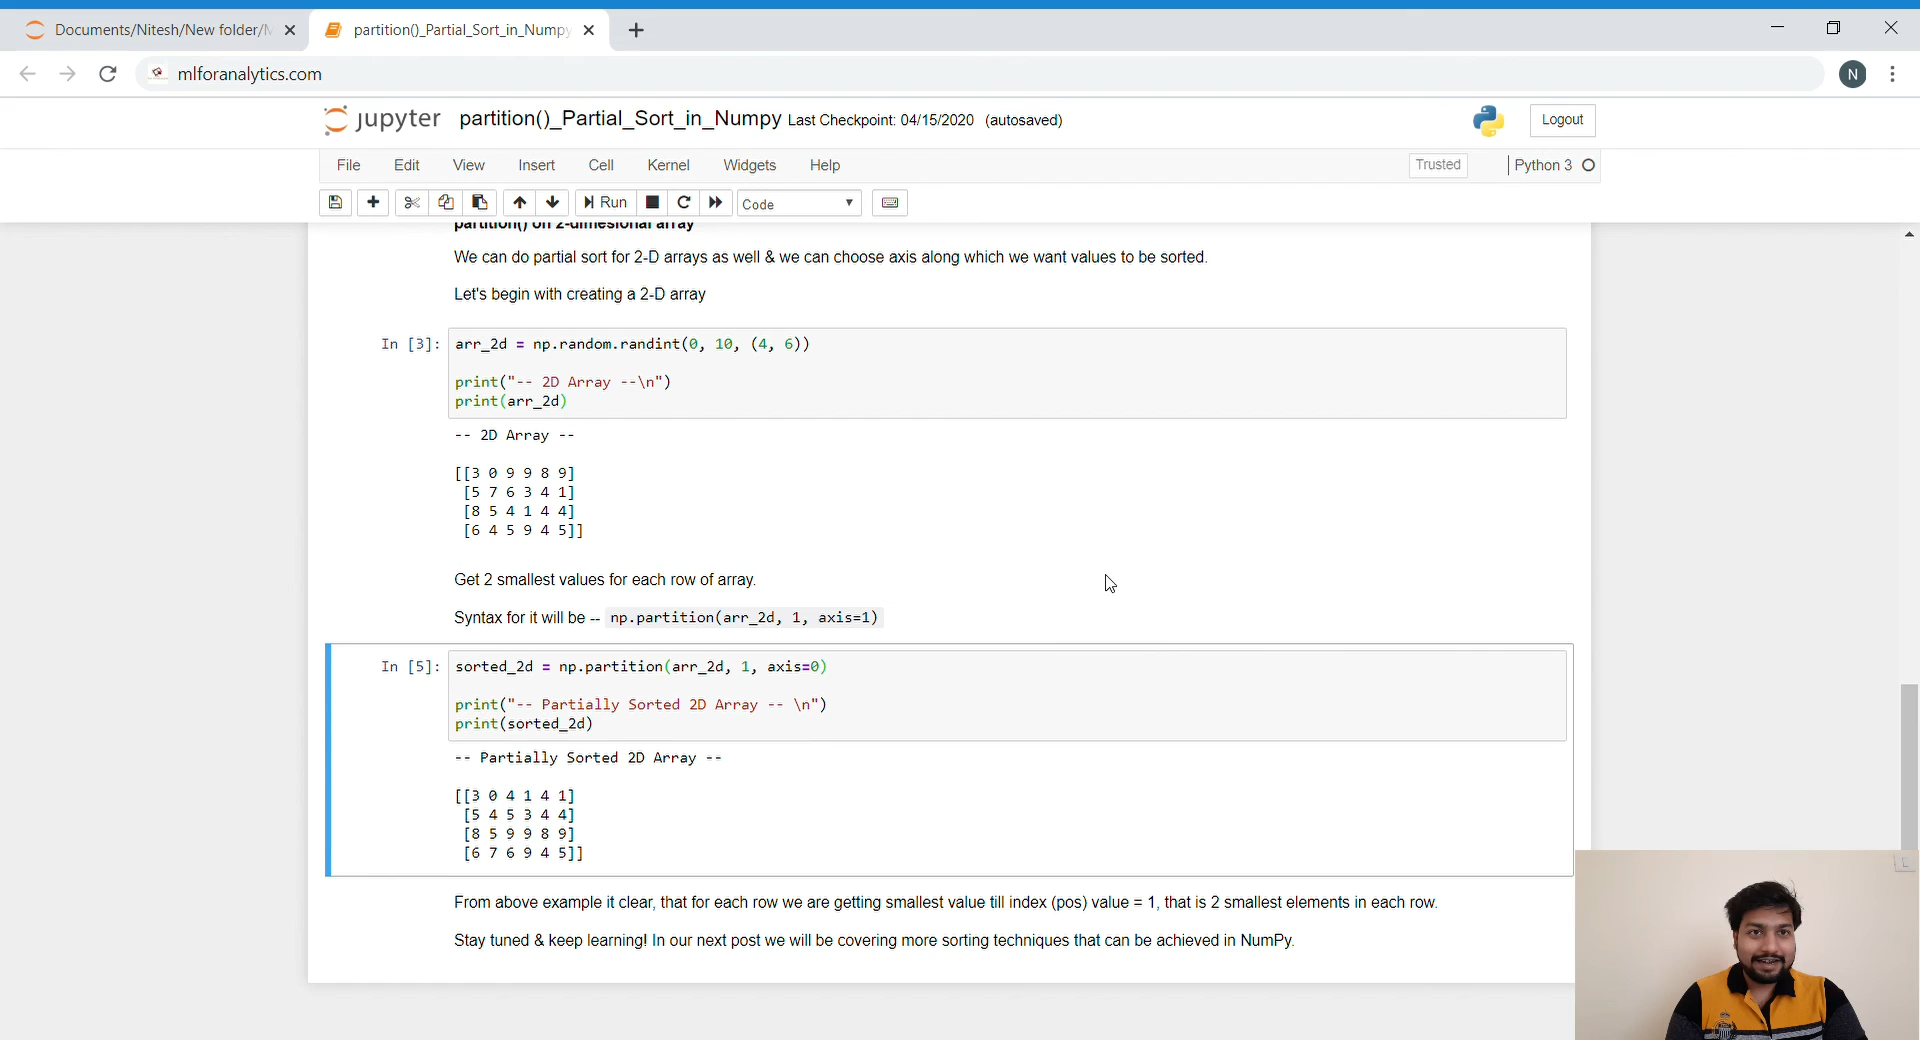 Documents/Nitesh/New folder/
partition()_Partial_Sort_in_Numpy
mlforanalytics.com
N
jupyter partition()_Partial_Sort_in_Numpy Last Checkpoint: 04/15/2020 (autosaved)
Logout
File Edit View Insert Cell Kernel Widgets Help
Trusted
Python 3
Run
Code
partition() on 2-dimesional array
We can do partial sort for 2-D arrays as well & we can choose axis along which we want values to be sorted.
Let's begin with creating a 2-D array
In [3]: arr_2d = np.random.randint(0, 10, (4, 6))
print("-- 2D Array --\n")
print(arr_2d)
-- 2D Array --
[[3 0 9 9 8 9]
[5 7 6 3 4 1]
[8 5 4 1 4 4]
[6 4 5 9 4 5]]
Get 2 smallest values for each row of array.
Syntax for it will be -- np.partition(arr_2d, 1, axis=1)
In [5]: sorted_2d = np.partition(arr_2d, 1, axis=0)
print("-- Partially Sorted 2D Array -- \n")
print(sorted_2d)
-- Partially Sorted 2D Array --
[[3 0 4 1 4 1]
[5 4 5 3 4 4]
[8 5 9 9 8 9]
[6 7 6 9 4 5]]
From above example it clear, that for each row we are getting smallest value till index (pos) value = 1, that is 2 smallest elements in each row.
Stay tuned & keep learning! In our next post we will be covering more sorting techniques that can be achieved in NumPy.